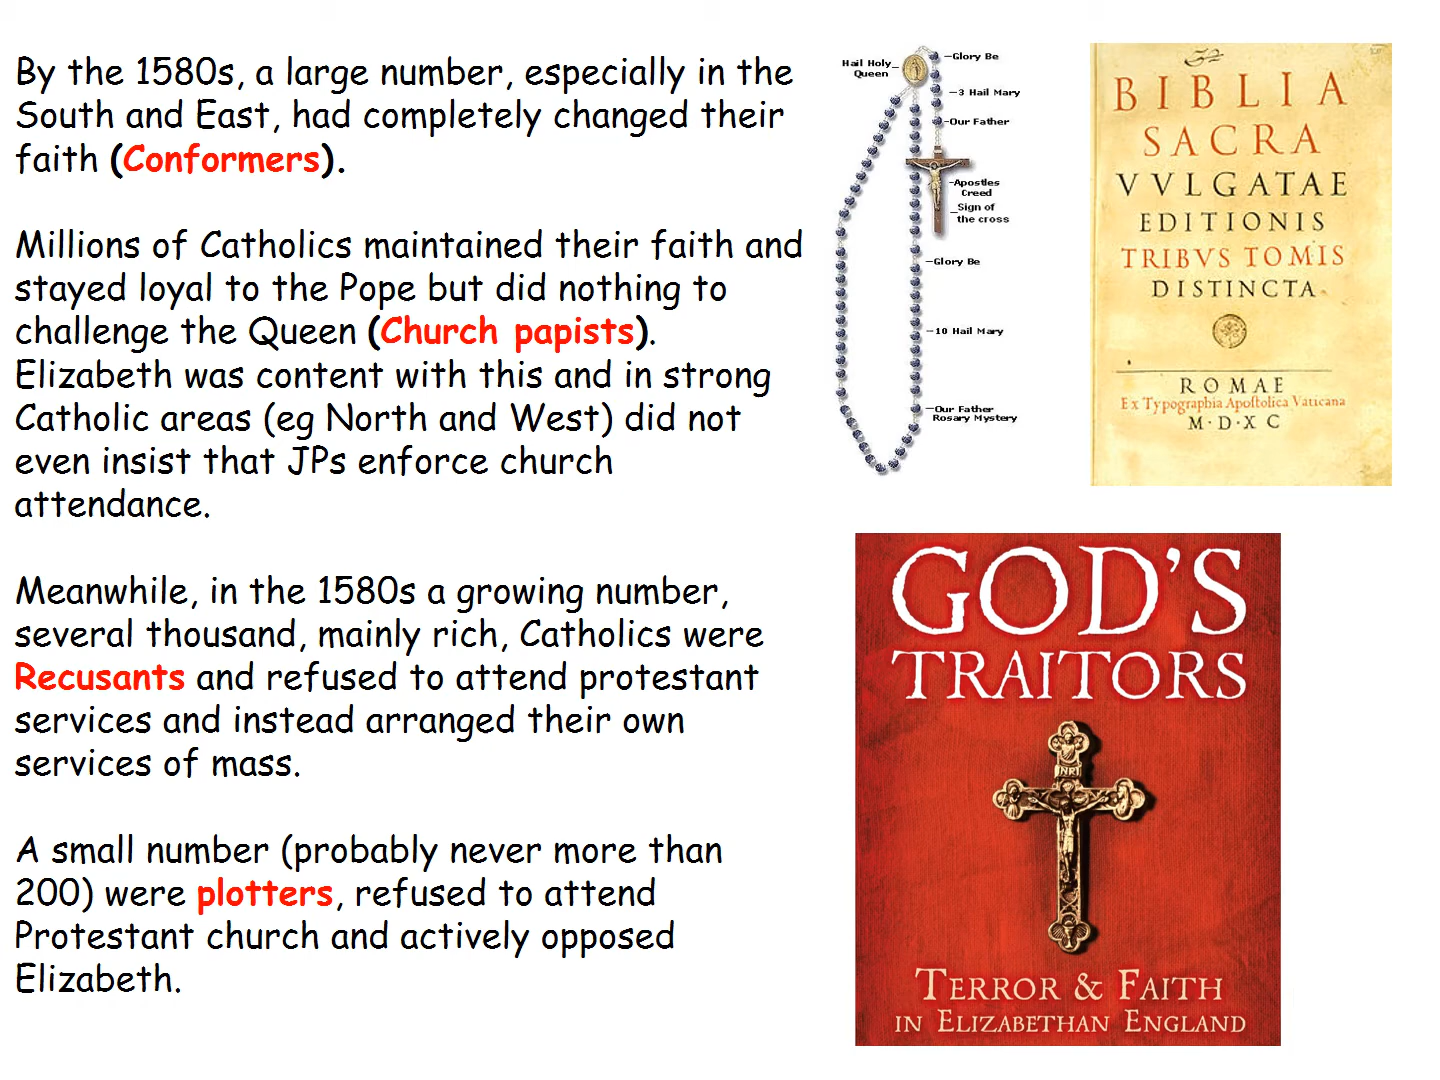 By the 1580s, a large number, especially in the
South and East, had completely changed their
faith (Conformers).
Millions of Catholics maintained their faith and
stayed loyal to the Pope but did nothing to
challenge the Queen (Church papists).
Elizabeth was content with this and in strong
Catholic areas (eg North and West) did not
even insist that JPs enforce church
attendance.
Meanwhile, in the 1580s a growing number,
several thousand, mainly rich, Catholics were
Recusants and refused to attend protestant
services and instead arranged their own
services of mass.
A small number (probably never more than
200) were plotters, refused to attend
Protestant church and actively opposed
Elizabeth.
Hail Holy
Queen
Glory Be
3 Hail Mary
Our Father
Apostles
Creed
Sign of
the cross
Glory Be
10 Hail Mary
Our Father
Rosary Mystery
BIBLIA
SACRA
VVLGATAE
EDITIONIS
TRIBVS TOMIS
DISTINCTA
ROMAE
Ex Typographia Apostolica Vaticana
M·D·XC
GOD'S
TRAITORS
INRI
TERROR & FAITH
IN ELIZABETHAN ENGLAND